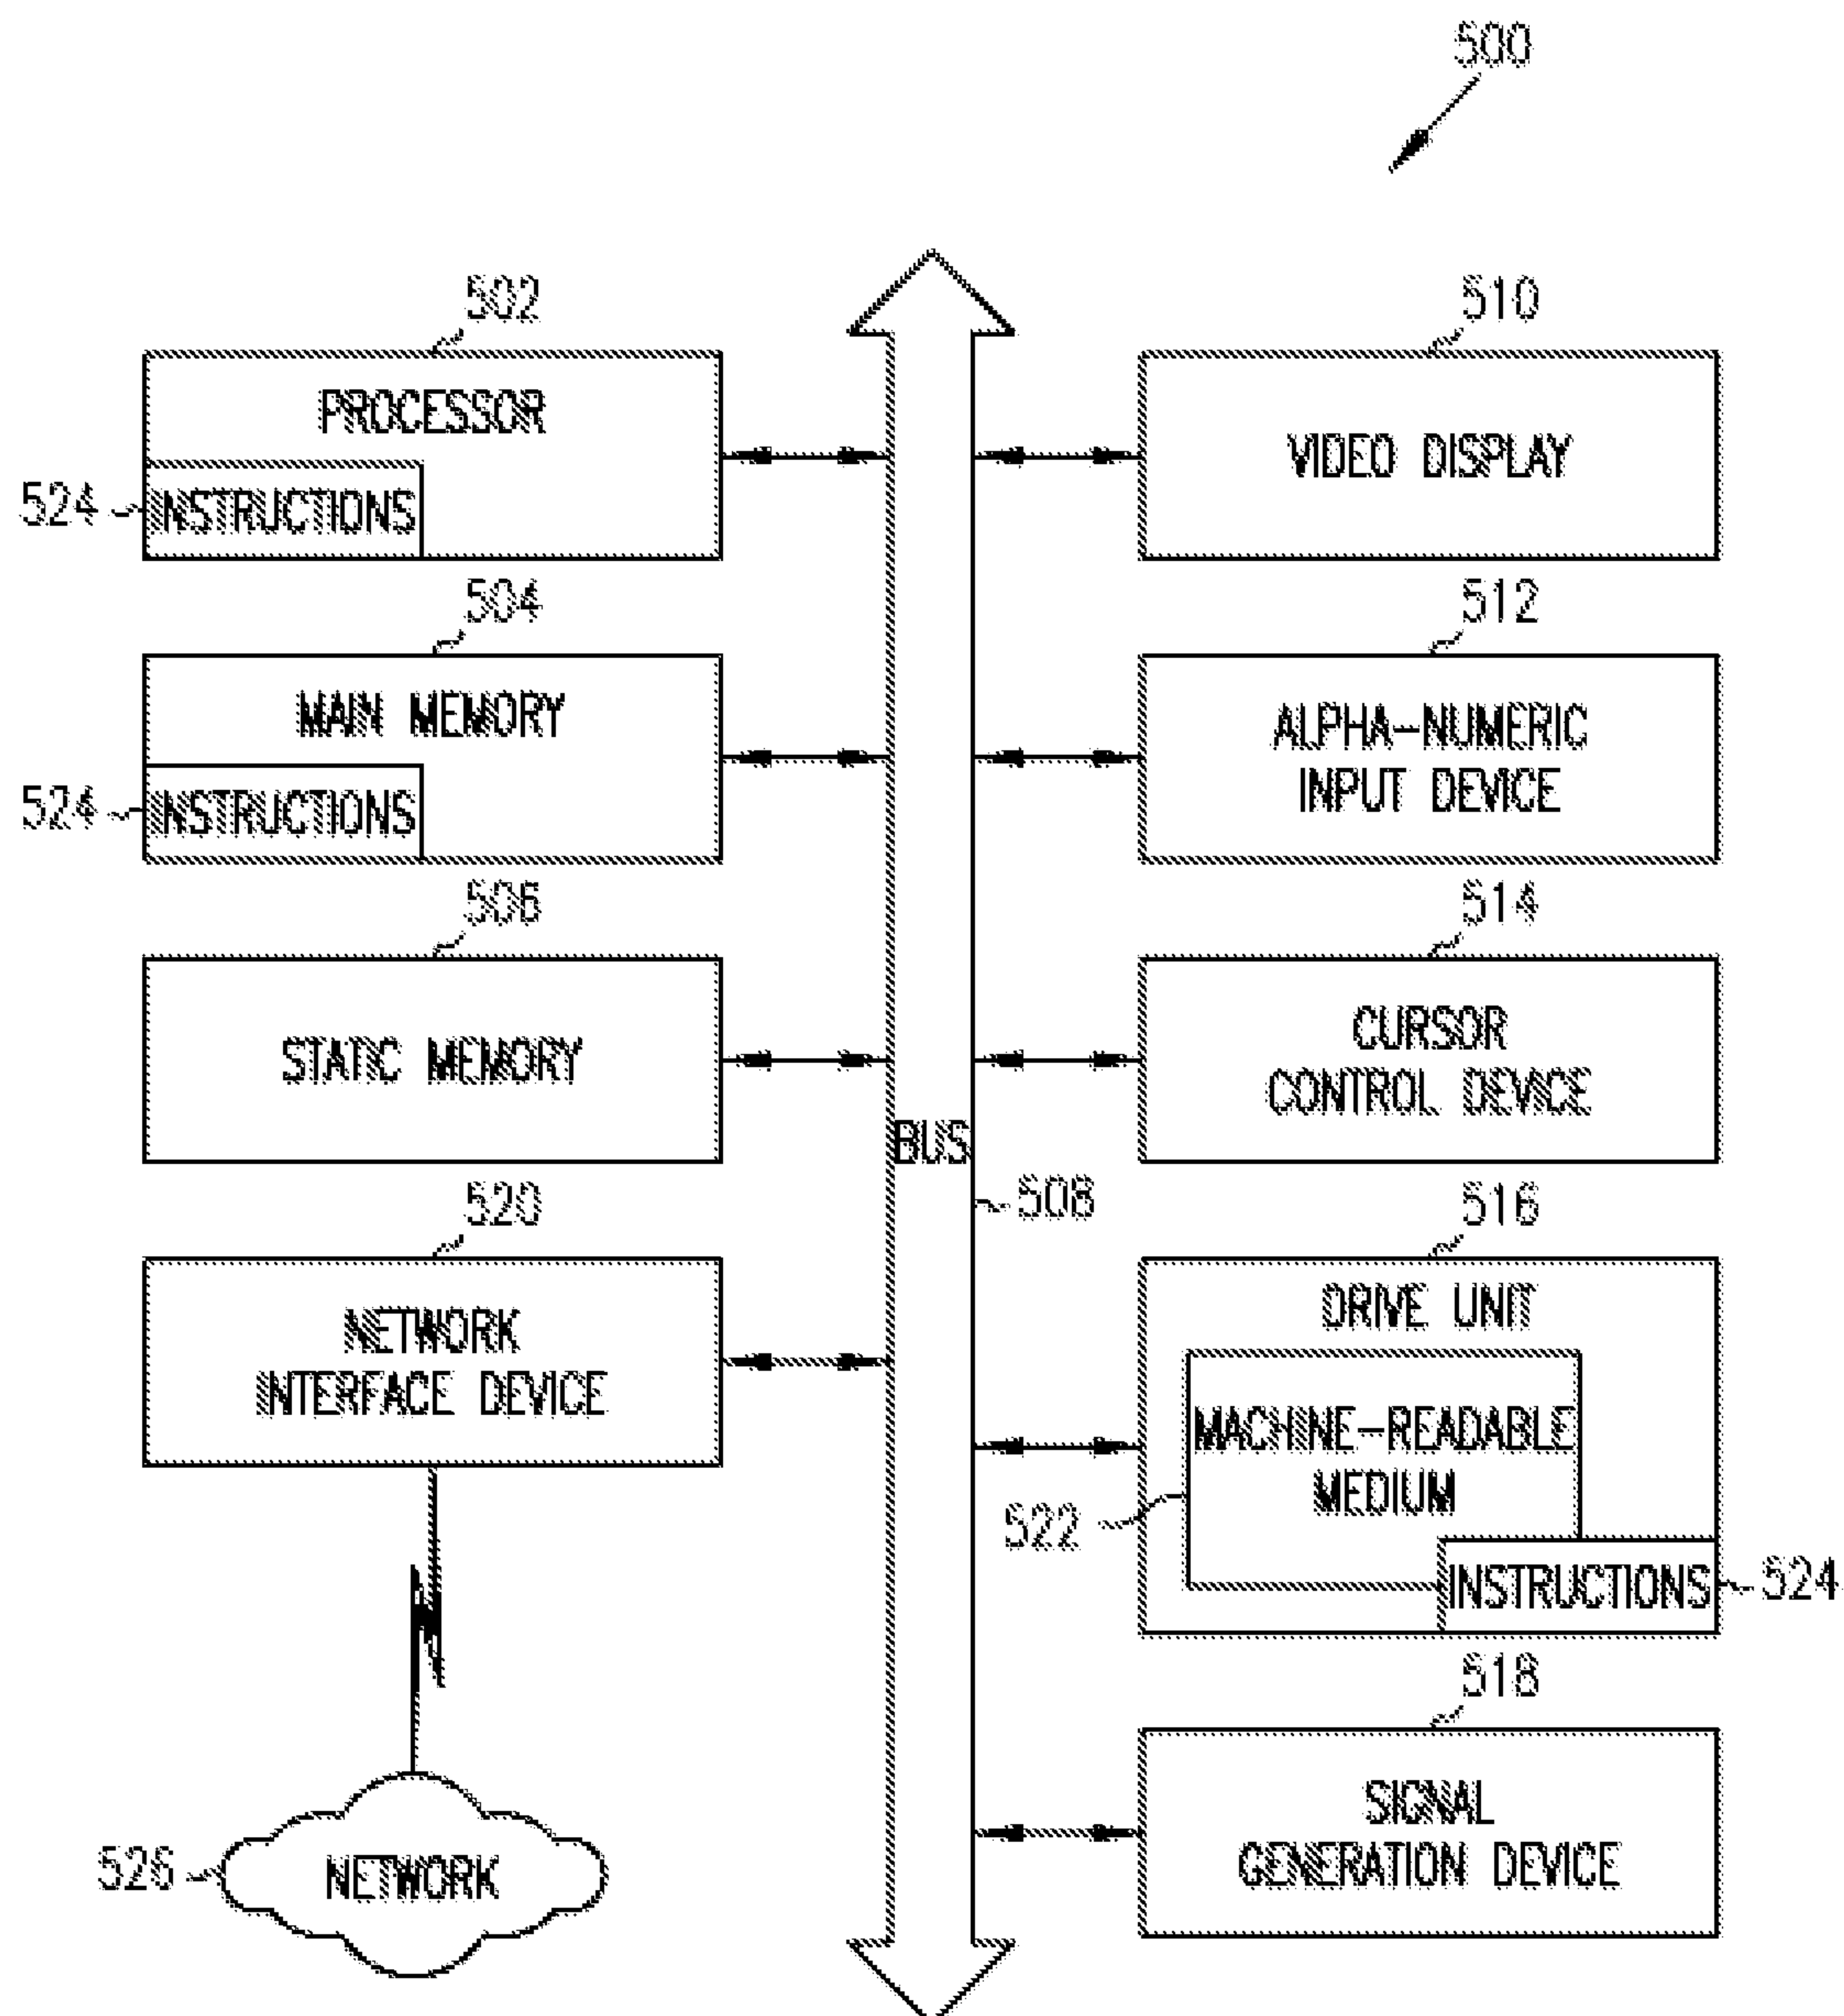 500
502
PROCESSOR
524
INSTRUCTIONS
504
MAIN MEMORY
524
INSTRUCTIONS
506
STATIC MEMORY
520
NETWORK
INTERFACE DEVICE
526
NETWORK
BUS
508
510
VIDEO DISPLAY
512
ALPHA-NUMERIC
INPUT DEVICE
514
CURSOR
CONTROL DEVICE
516
DRIVE UNIT
MACHINE-READABLE
MEDIUM
522
INSTRUCTIONS
524
518
SIGNAL
GENERATION DEVICE